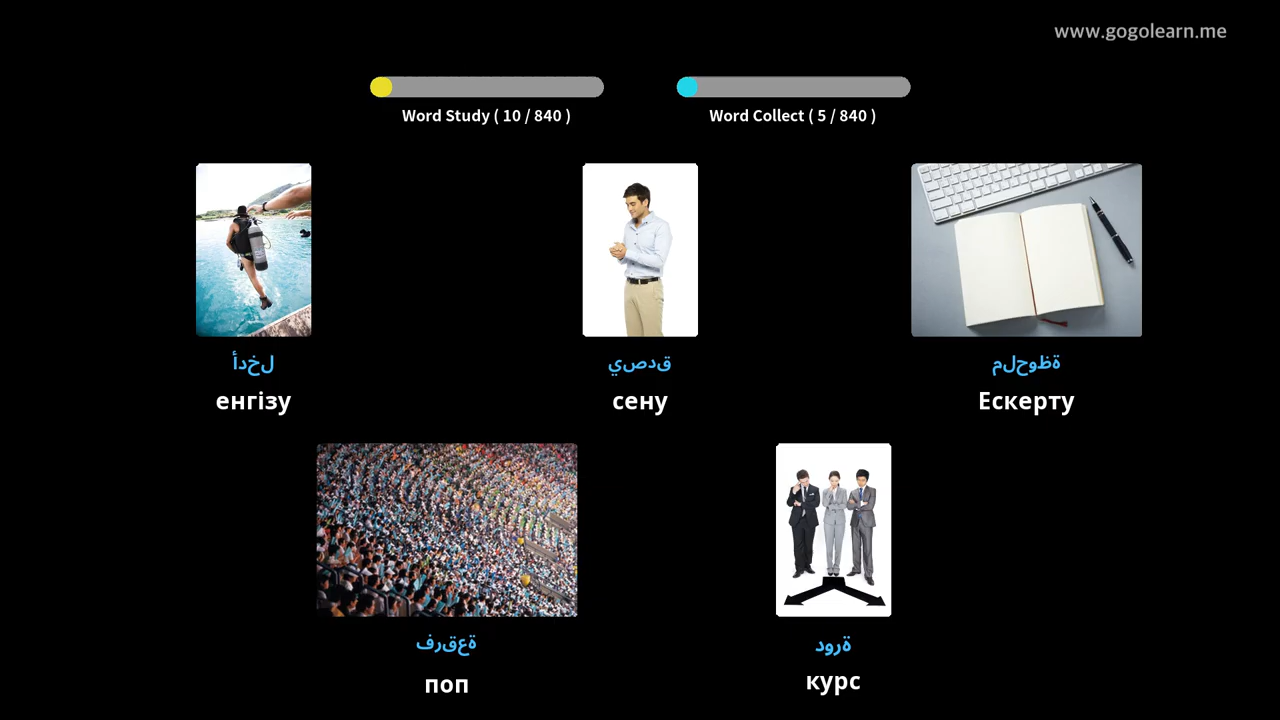 www.gogolearn.me
Word Study ( 10 / 840 )
Word Collect ( 5 / 840 )
لخدأ
قدصي
ةظوحلم
енгізу
сену
Ескерту
ةعقرف
ةرود
поп
курс